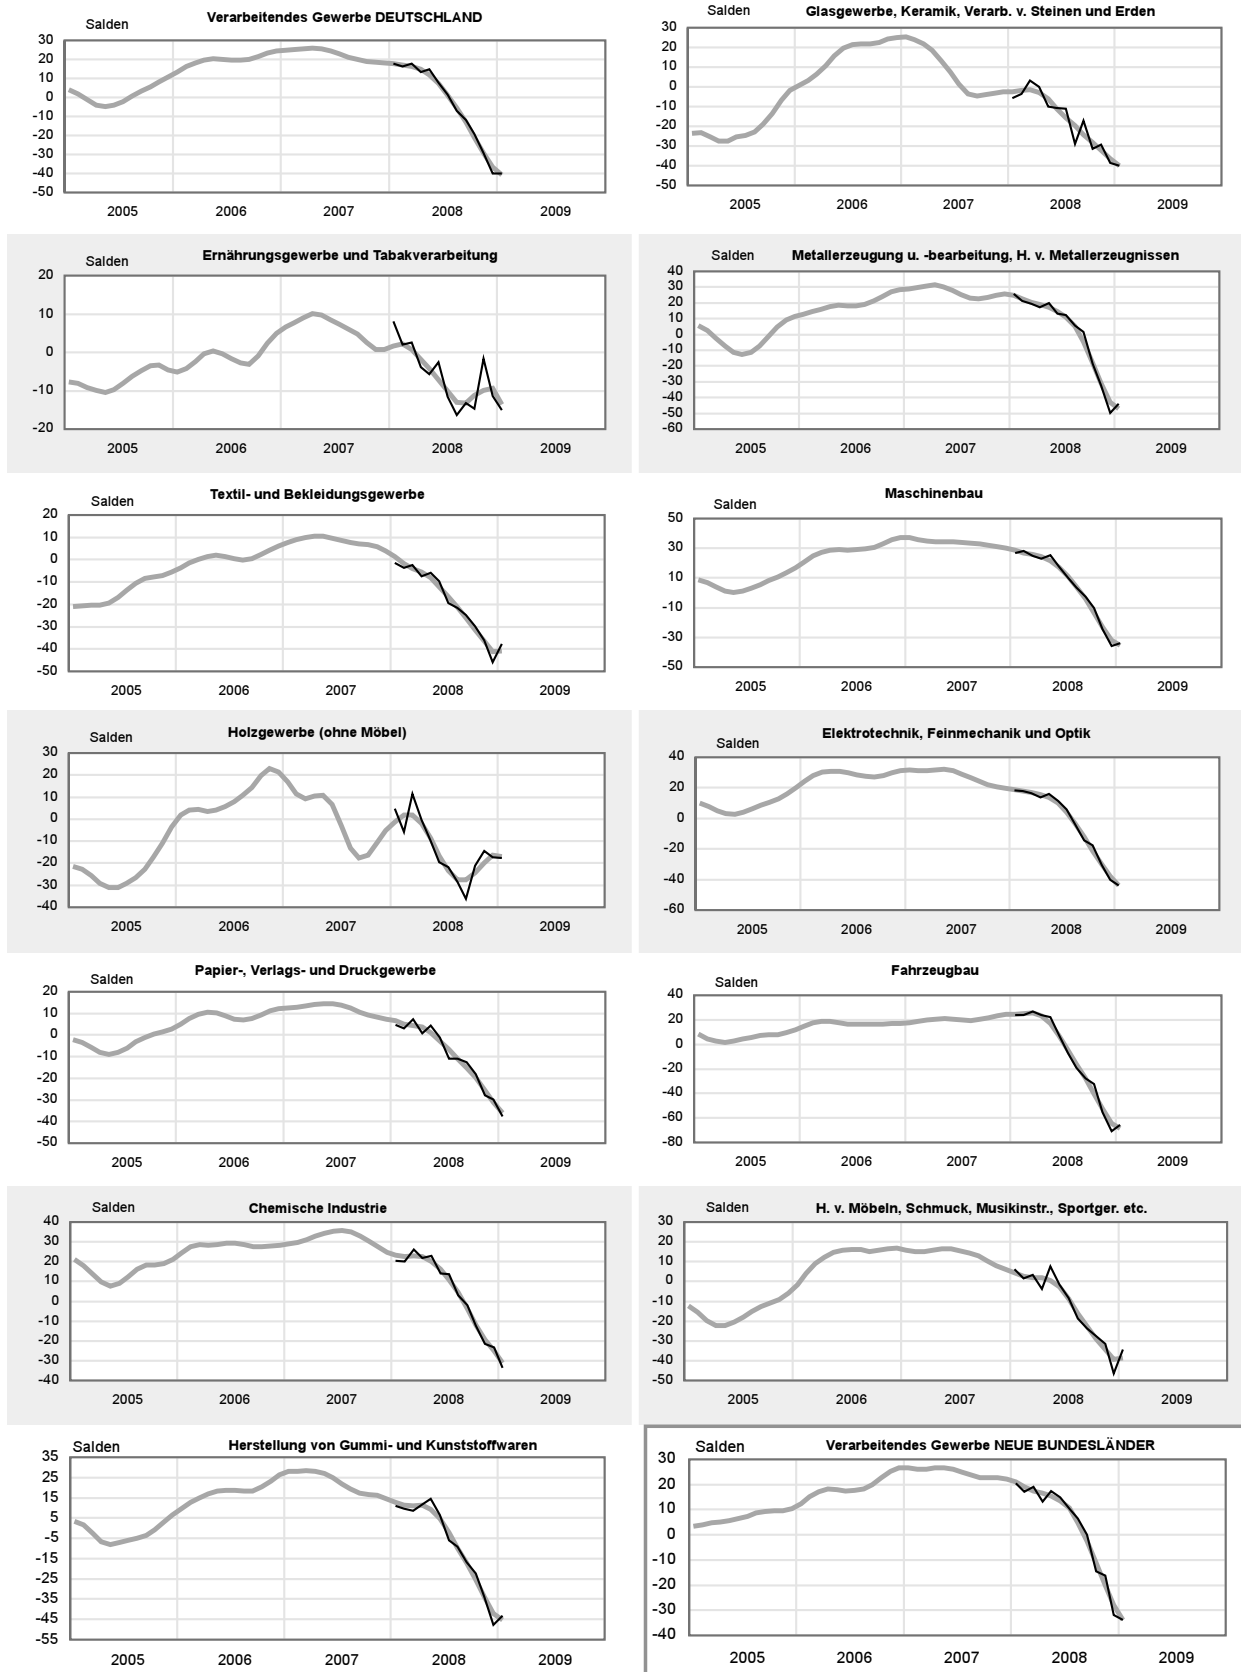 Verarbeitendes Gewerbe DEUTSCHLAND
Salden
30
20
10
0
-10
-20
-30
-40
-50
2005 2006 2007 2008 2009
Glasgewerbe, Keramik, Verarb. v. Steinen und Erden
Salden
30
20
10
0
-10
-20
-30
-40
-50
2005 2006 2007 2008 2009
Ernährungsgewerbe und Tabakverarbeitung
Salden
20
10
0
-10
-20
2005 2006 2007 2008 2009
Metallerzeugung u. -bearbeitung, H. v. Metallerzeugnissen
Salden
40
30
20
10
0
-10
-20
-30
-40
-50
-60
2005 2006 2007 2008 2009
Textil- und Bekleidungsgewerbe
Salden
20
10
0
-10
-20
-30
-40
-50
2005 2006 2007 2008 2009
Maschinenbau
Salden
50
30
10
-10
-30
-50
2005 2006 2007 2008 2009
Holzgewerbe (ohne Möbel)
Salden
30
20
10
0
-10
-20
-30
-40
2005 2006 2007 2008 2009
Elektrotechnik, Feinmechanik und Optik
Salden
40
20
0
-20
-40
-60
2005 2006 2007 2008 2009
Papier-, Verlags- und Druckgewerbe
Salden
20
10
0
-10
-20
-30
-40
-50
2005 2006 2007 2008 2009
Fahrzeugbau
Salden
40
20
0
-20
-40
-60
-80
2005 2006 2007 2008 2009
Chemische Industrie
Salden
40
30
20
10
0
-10
-20
-30
-40
2005 2006 2007 2008 2009
H. v. Möbeln, Schmuck, Musikinstr., Sportger. etc.
Salden
30
20
10
0
-10
-20
-30
-40
-50
2005 2006 2007 2008 2009
Herstellung von Gummi- und Kunststoffwaren
Salden
35
25
15
5
-5
-15
-25
-35
-45
-55
2005 2006 2007 2008 2009
Verarbeitendes Gewerbe NEUE BUNDESLÄNDER
Salden
30
20
10
0
-10
-20
-30
-40
2005 2006 2007 2008 2009